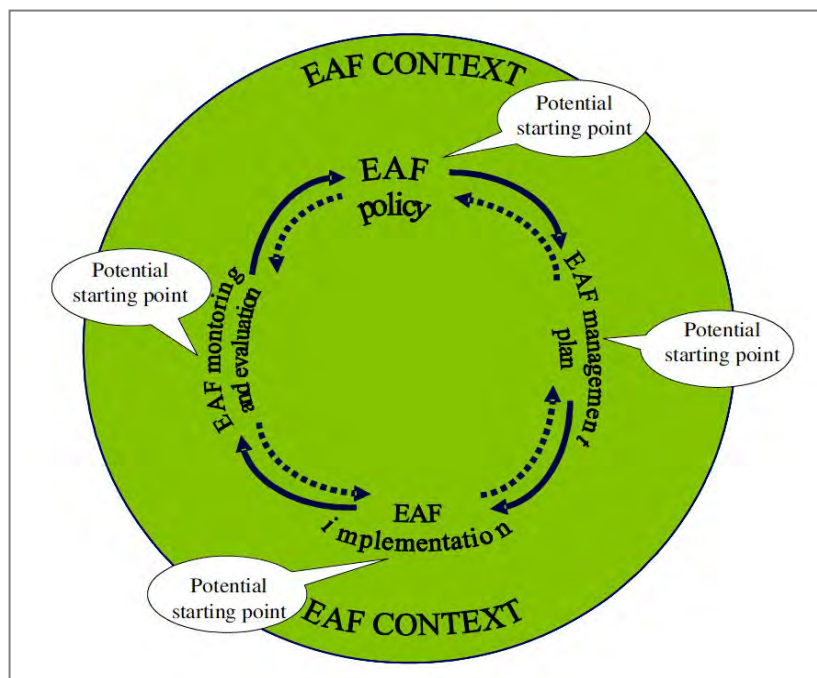 EAF CONTEXT
Potential
starting point
EAF
policy
Potential
starting point
EAF montoring
and evaluation
EAF management
plan
Potential
starting point
EAF
implementation
Potential
starting point
EAF CONTEXT